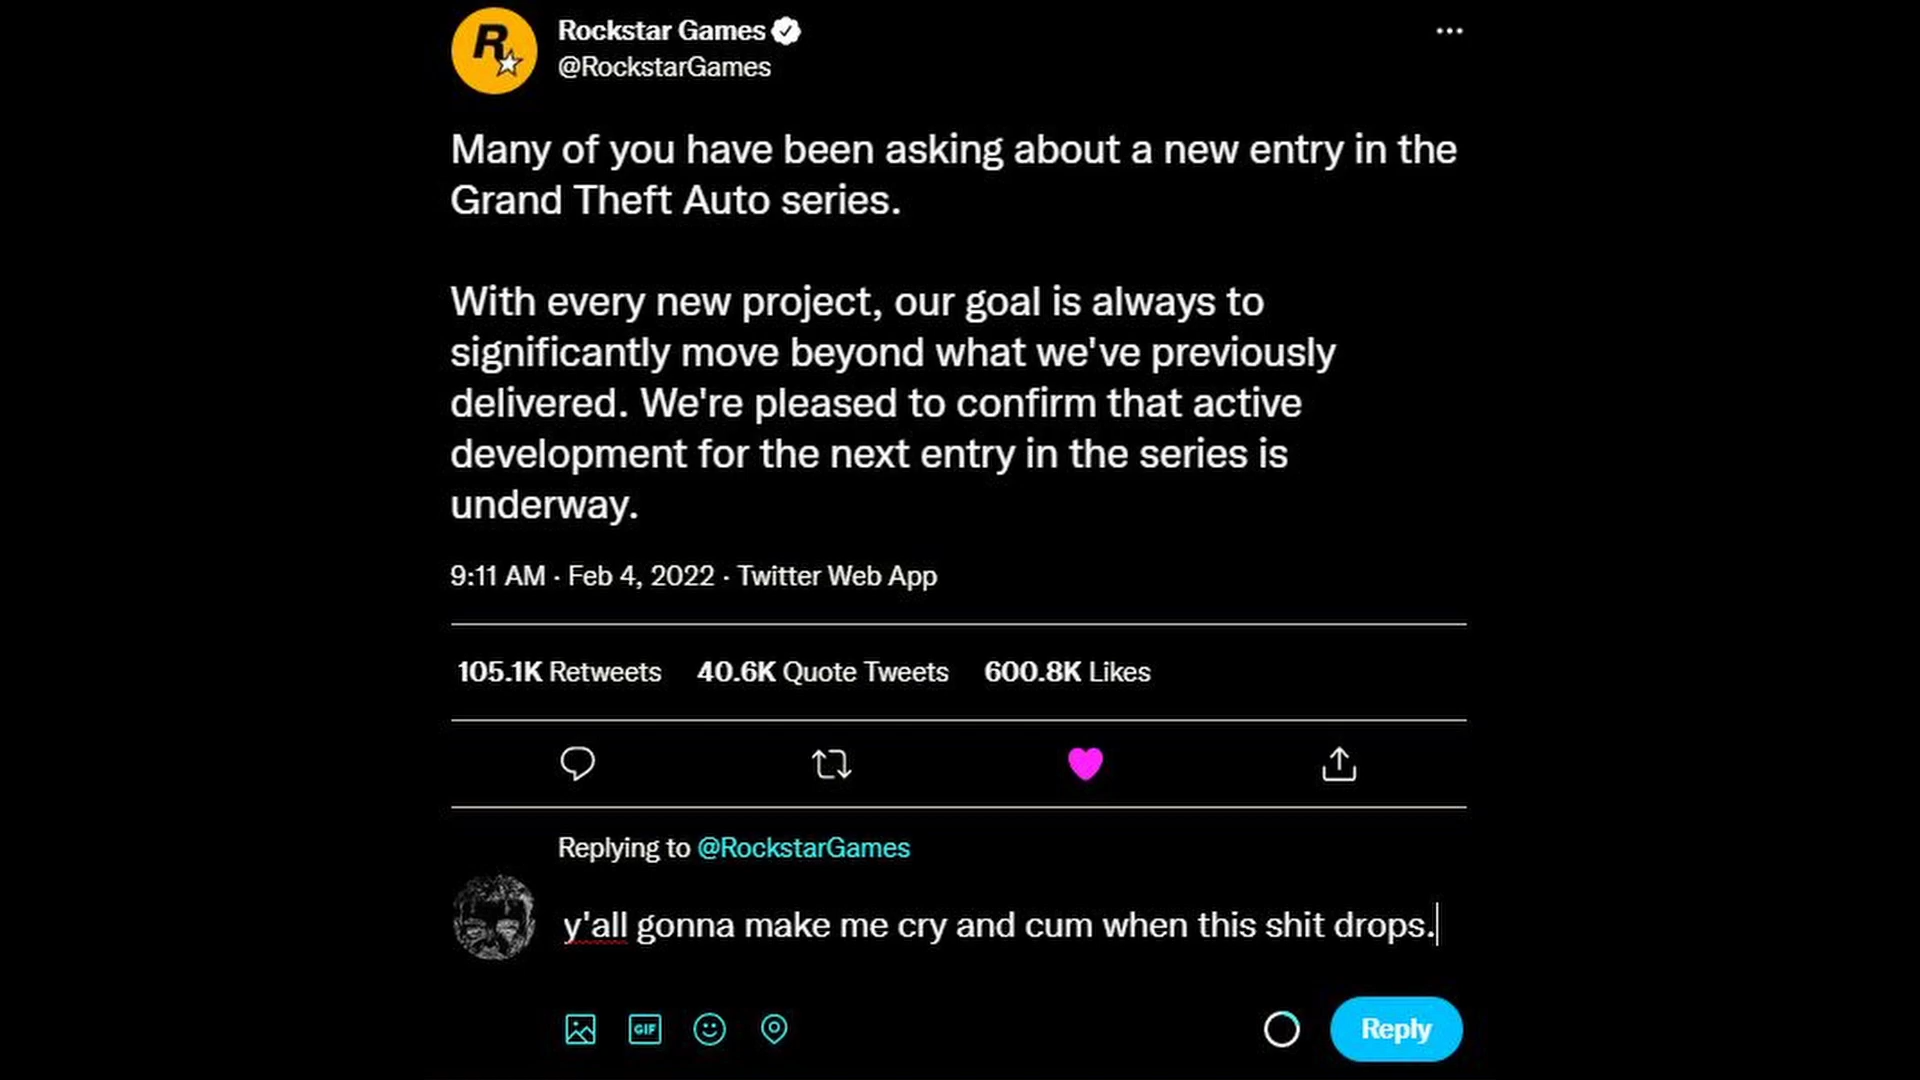 R
Rockstar Games
@RockstarGames
Many of you have been asking about a new entry in the
Grand Theft Auto series.
With every new project, our goal is always to
significantly move beyond what we've previously
delivered. We're pleased to confirm that active
development for the next entry in the series is
underway.
9:11 AM · Feb 4, 2022 · Twitter Web App
105.1K Retweets 40.6K Quote Tweets 600.8K Likes
Replying to @RockstarGames
y'all gonna make me cry and cum when this shit drops.
GIF
Reply